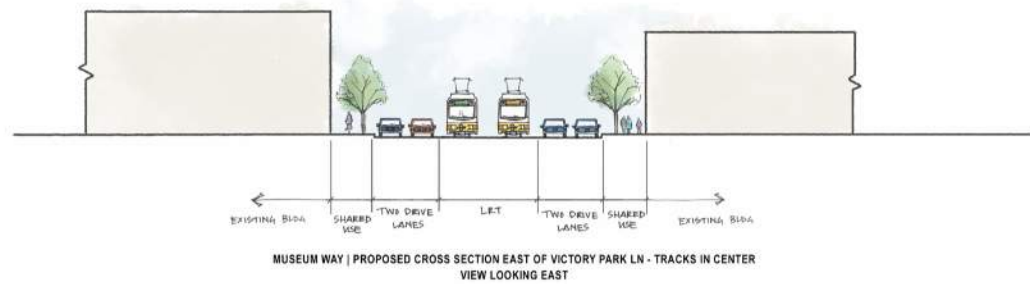 EXISTING BLDG
SHARED
USE
TWO DRIVE
LANES
LRT
TWO DRIVE
LANES
SHARED
USE
EXISTING BLDG
MUSEUM WAY | PROPOSED CROSS SECTION EAST OF VICTORY PARK LN - TRACKS IN CENTER
VIEW LOOKING EAST